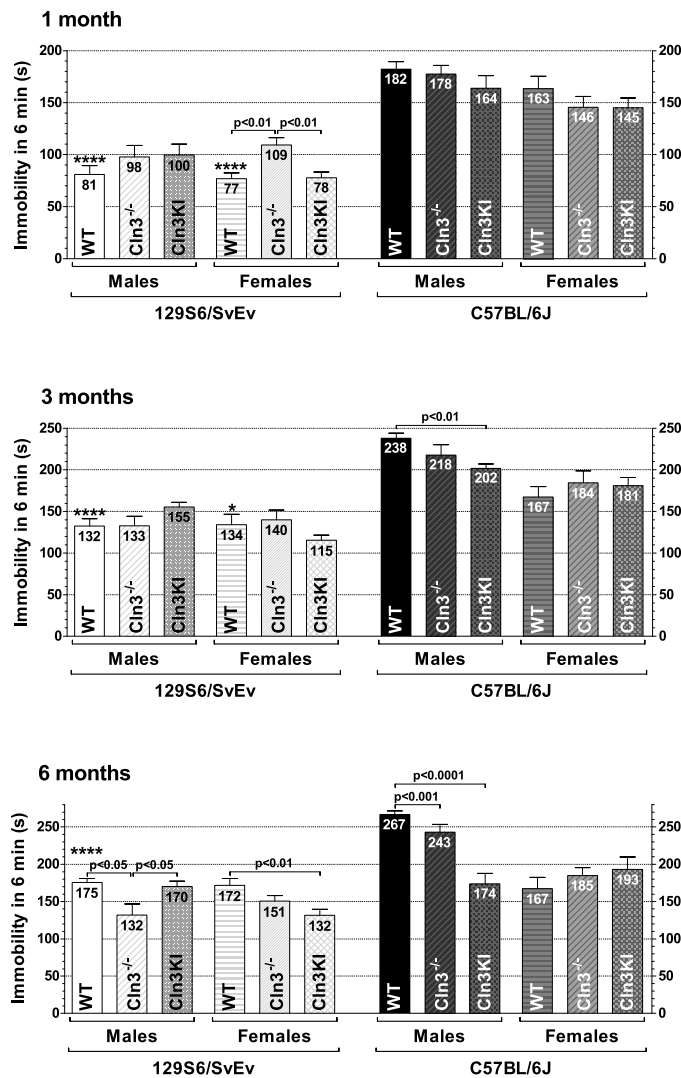 1 month
Immobility in 6 min (s)
200 200
150 150
100 100
50 50
0 0
**** **** p<0.01 p<0.01
81 98 100 77 109 78 182 178 164 163 146 145
WT Cln3-/- Cln3KI WT Cln3-/- Cln3KI WT Cln3-/- Cln3KI WT Cln3-/- Cln3KI
Males Females Males Females
129S6/SvEv C57BL/6J
3 months
Immobility in 6 min (s)
250 250
200 200
150 150
100 100
50 50
0 0
**** * p<0.01
132 133 155 134 140 115 238 218 202 167 184 181
WT Cln3-/- Cln3KI WT Cln3-/- Cln3KI WT Cln3-/- Cln3KI WT Cln3-/- Cln3KI
Males Females Males Females
129S6/SvEv C57BL/6J
6 months
Immobility in 6 min (s)
250 250
200 200
150 150
100 100
50 50
0 0
p<0.0001
p<0.001
**** p<0.05 p<0.05 p<0.01
175 132 170 172 151 132 267 243 174 167 185 193
WT Cln3-/- Cln3KI WT Cln3-/- Cln3KI WT Cln3-/- Cln3KI WT Cln3-/- Cln3KI
Males Females Males Females
129S6/SvEv C57BL/6J